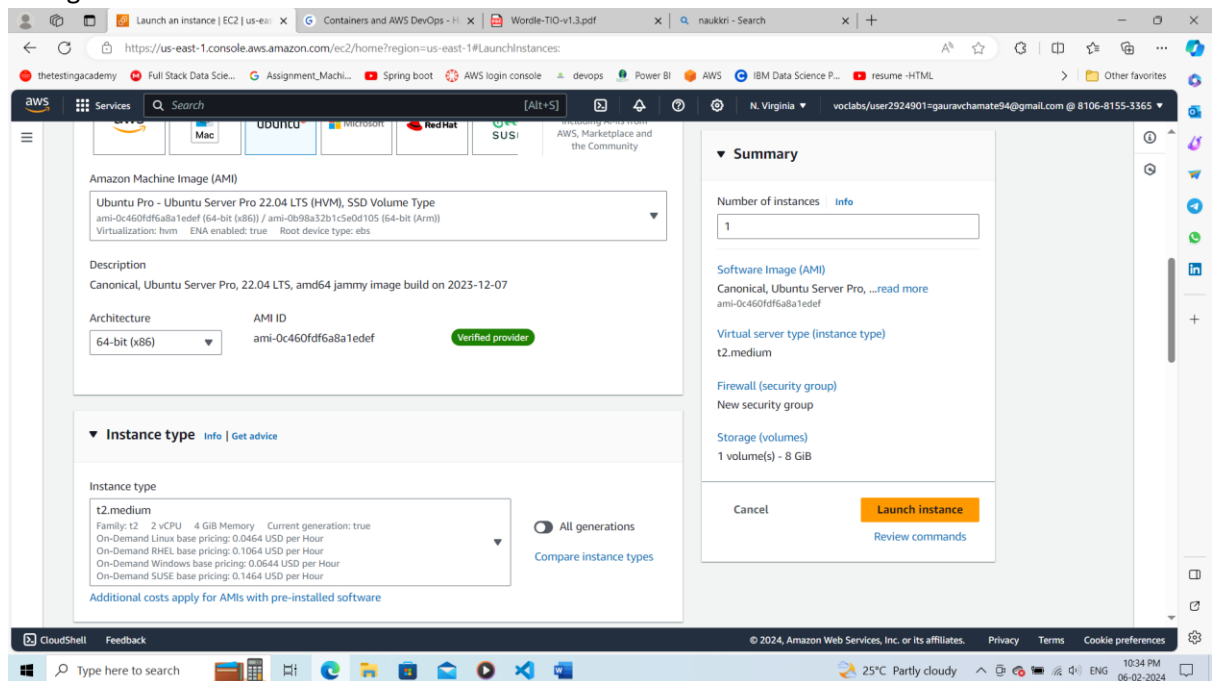 Launch an instance | EC2 | us-eas
Containers and AWS DevOps - H
Wordle-TIO-v1.3.pdf
naukkri - Search
https://us-east-1.console.aws.amazon.com/ec2/home?region=us-east-1#LaunchInstances:
thetestingacademy
Full Stack Data Scie...
Assignment_Machi...
Spring boot
AWS login console
devops
Power BI
AWS
IBM Data Science P...
resume -HTML
Other favorites
aws
Services
Search
[Alt+S]
N. Virginia ▼
voclabs/user2924901=gauravchamate94@gmail.com @ 8106-8155-3365 ▼
aws
Mac
ubuntu
Microsoft
Red Hat
SUS
AWS, Marketplace and
the Community
Amazon Machine Image (AMI)
Ubuntu Pro - Ubuntu Server Pro 22.04 LTS (HVM), SSD Volume Type
ami-0c460fdf6a8a1edef (64-bit (x86)) / ami-0b98a32b1c5e0d105 (64-bit (Arm))
Virtualization: hvm ENA enabled: true Root device type: ebs
Description
Canonical, Ubuntu Server Pro, 22.04 LTS, amd64 jammy image build on 2023-12-07
Architecture
AMI ID
64-bit (x86)
ami-0c460fdf6a8a1edef
Verified provider
▼ Instance type Info | Get advice
Instance type
t2.medium
Family: t2 2 vCPU 4 GiB Memory Current generation: true
On-Demand Linux base pricing: 0.0464 USD per Hour
On-Demand RHEL base pricing: 0.1064 USD per Hour
On-Demand Windows base pricing: 0.0644 USD per Hour
On-Demand SUSE base pricing: 0.1464 USD per Hour
All generations
Compare instance types
Additional costs apply for AMIs with pre-installed software
▼ Summary
Number of instances Info
1
Software Image (AMI)
Canonical, Ubuntu Server Pro, ...read more
ami-0c460fdf6a8a1edef
Virtual server type (instance type)
t2.medium
Firewall (security group)
New security group
Storage (volumes)
1 volume(s) - 8 GiB
Cancel
Launch instance
Review commands
CloudShell
Feedback
© 2024, Amazon Web Services, Inc. or its affiliates.
Privacy
Terms
Cookie preferences
Type here to search
25°C Partly cloudy
ENG
10:34 PM
06-02-2024